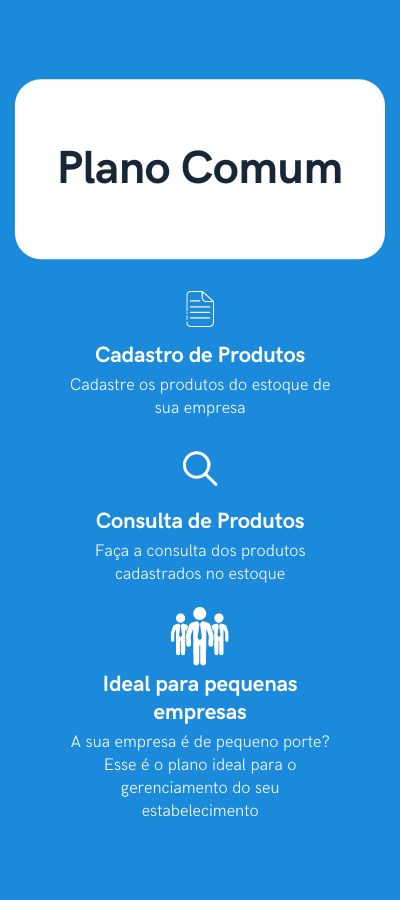 Plano Comum
Cadastro de Produtos
Cadastre os produtos do estoque de
sua empresa
Consulta de Produtos
Faça a consulta dos produtos
cadastrados no estoque
Ideal para pequenas
empresas
A sua empresa é de pequeno porte?
Esse é o plano ideal para o
gerenciamento do seu
estabelecimento